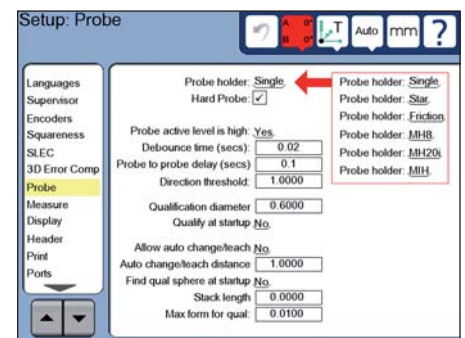 Setup: Probe
A 0°
B 0°
T
Auto
mm
?
Languages
Supervisor
Encoders
Squareness
SLEC
3D Error Comp
Probe
Measure
Display
Header
Print
Ports
Probe holder: Single
Hard Probe: ✓
Probe active level is high: Yes
Debounce time (secs): 0.02
Probe to probe delay (secs) 0.1
Direction threshold: 1.0000
Qualification diameter 0.6000
Qualify at startup No
Allow auto change/teach No
Auto change/teach distance 1.0000
Find qual sphere at startup No
Stack length 0.0000
Max form for qual: 0.0100
Probe holder: Single
Probe holder: Star
Probe holder: Friction
Probe holder: MH8
Probe holder: MH20i
Probe holder: MIH